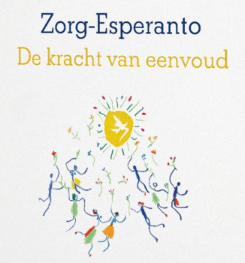 Zorg-Esperanto
De kracht van eenvoud